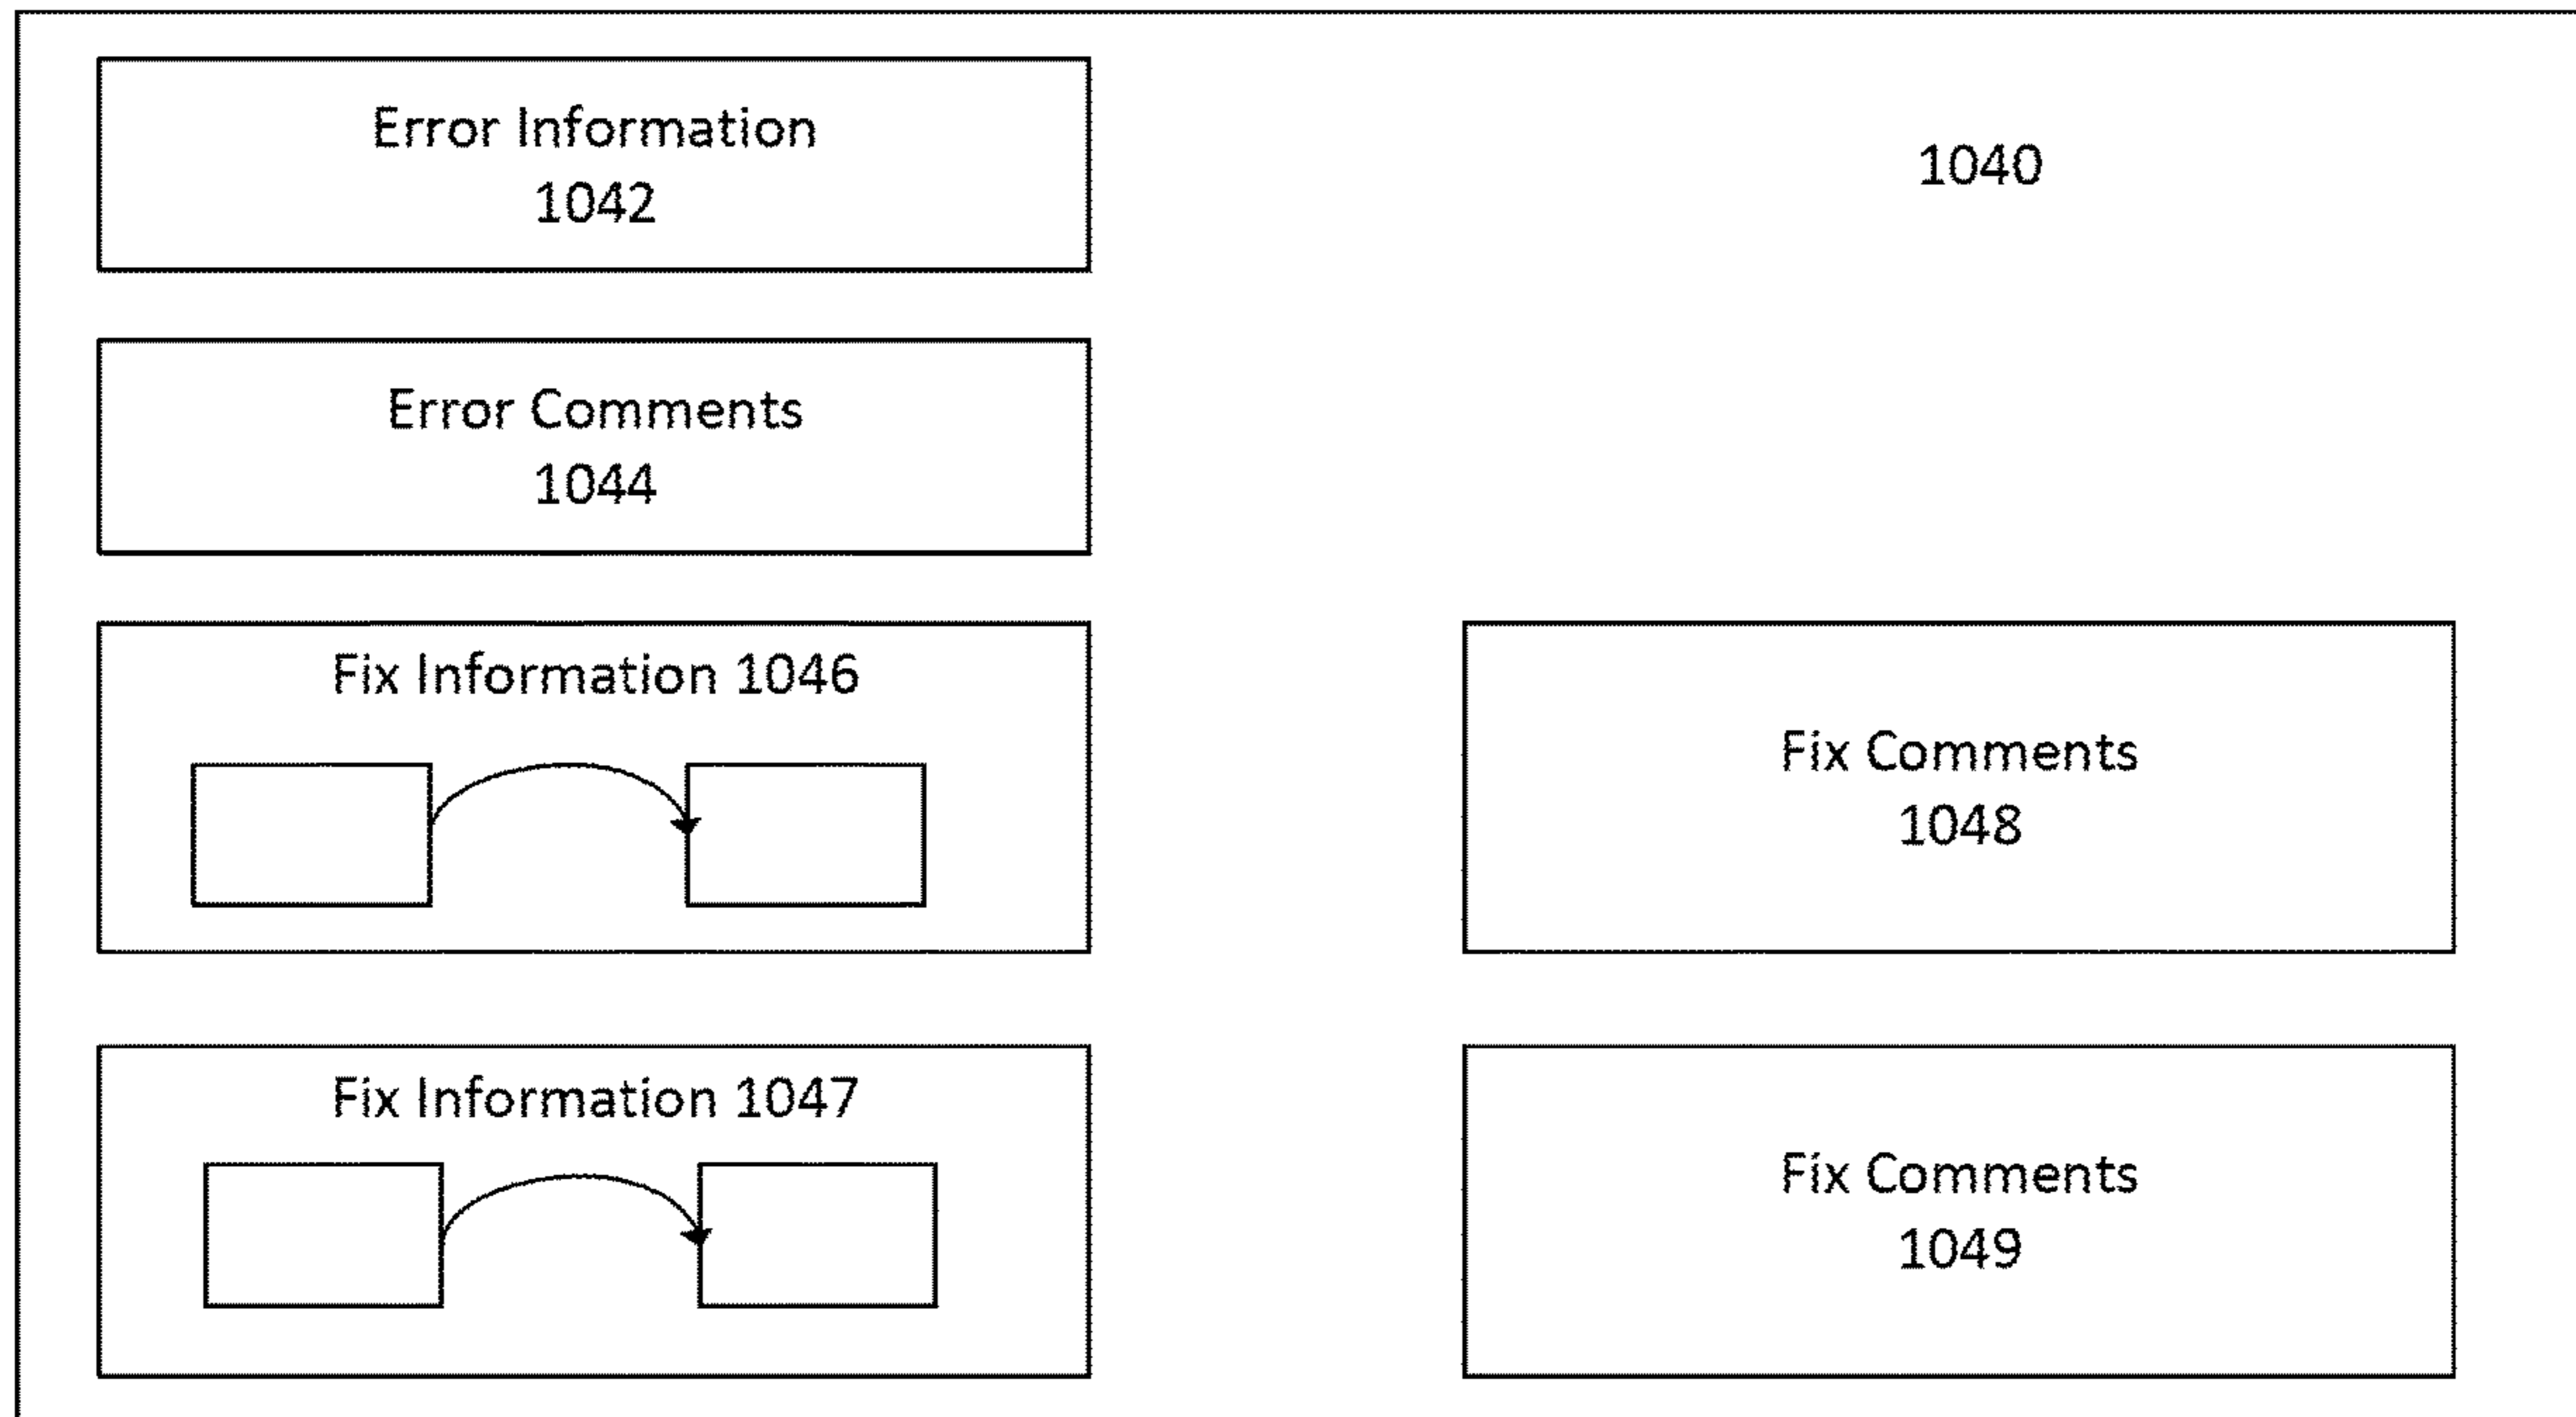 Error Information
1042
1040
Error Comments
1044
Fix Information 1046
Fix Comments
1048
Fix Information 1047
Fix Comments
1049